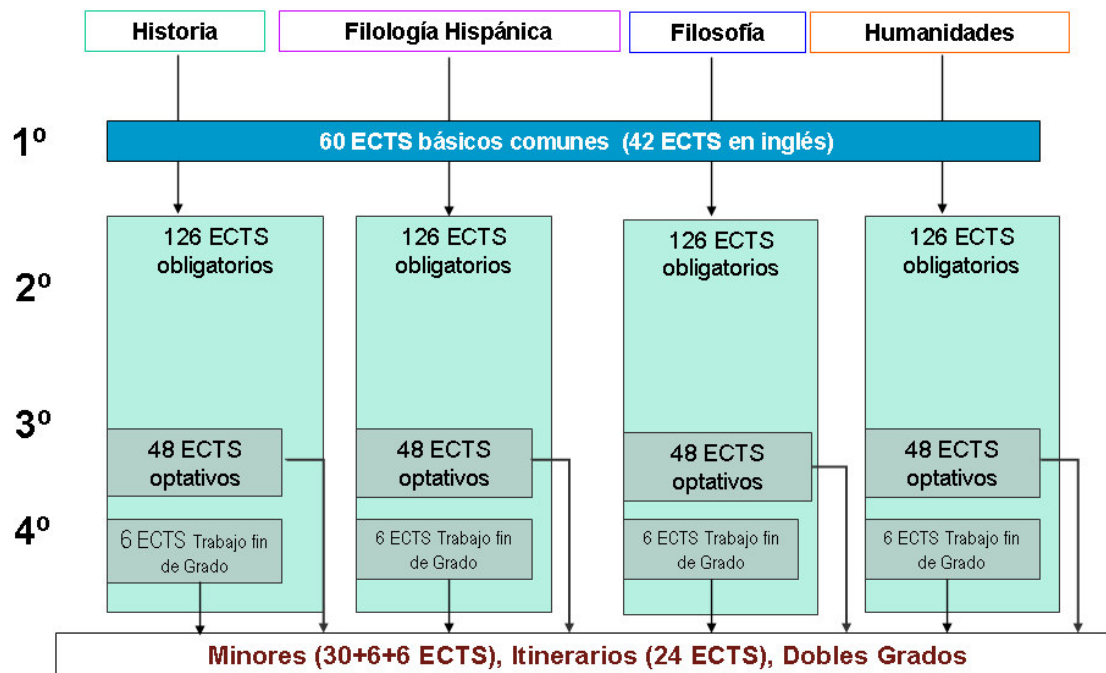 Historia
Filología Hispánica
Filosofía
Humanidades
1º
60 ECTS básicos comunes (42 ECTS en inglés)
126 ECTS
obligatorios
126 ECTS
obligatorios
126 ECTS
obligatorios
126 ECTS
obligatorios
2º
3º
48 ECTS
optativos
48 ECTS
optativos
48 ECTS
optativos
48 ECTS
optativos
4º
6 ECTS Trabajo fin
de Grado
6 ECTS Trabajo fin
de Grado
6 ECTS Trabajo fin
de Grado
6 ECTS Trabajo fin
de Grado
Minores (30+6+6 ECTS), Itinerarios (24 ECTS), Dobles Grados